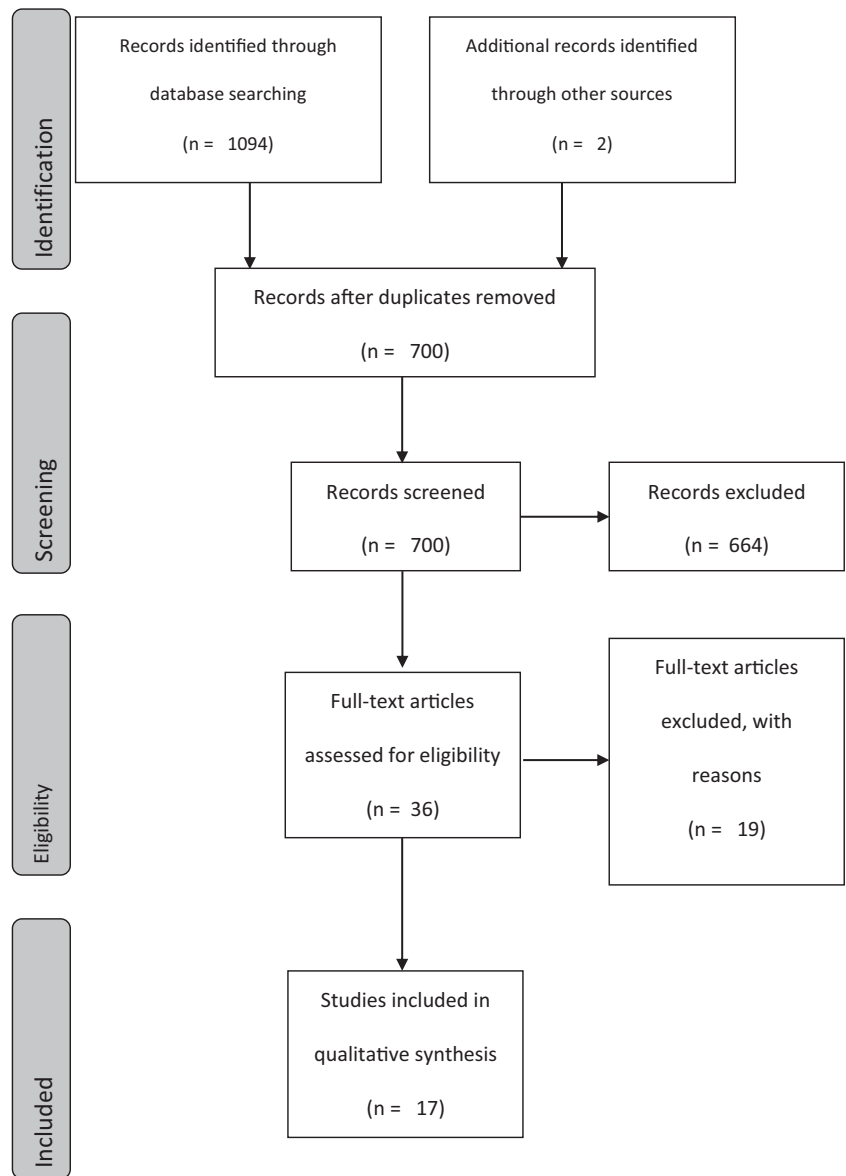 Identification
Records identified through
database searching
(n = 1094)
Additional records identified
through other sources
(n = 2)
Records after duplicates removed
(n = 700)
Screening
Records screened
(n = 700)
Records excluded
(n = 664)
Eligibility
Full-text articles
assessed for eligibility
(n = 36)
Full-text articles
excluded, with
reasons
(n = 19)
Included
Studies included in
qualitative synthesis
(n = 17)